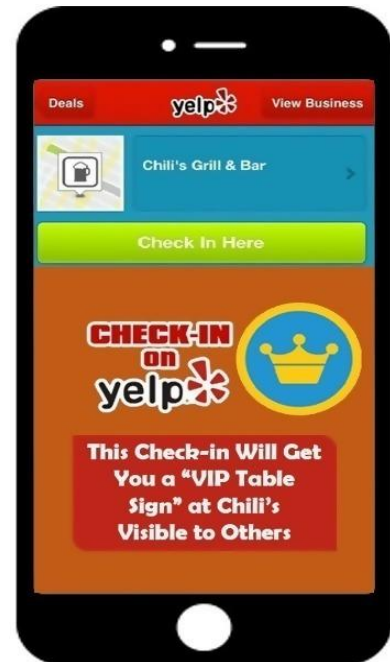 Deals yelp View Business
Chili's Grill & Bar
Check In Here
CHECK-IN
on
yelp
This Check-in Will Get
You a “VIP Table
Sign” at Chili’s
Visible to Others